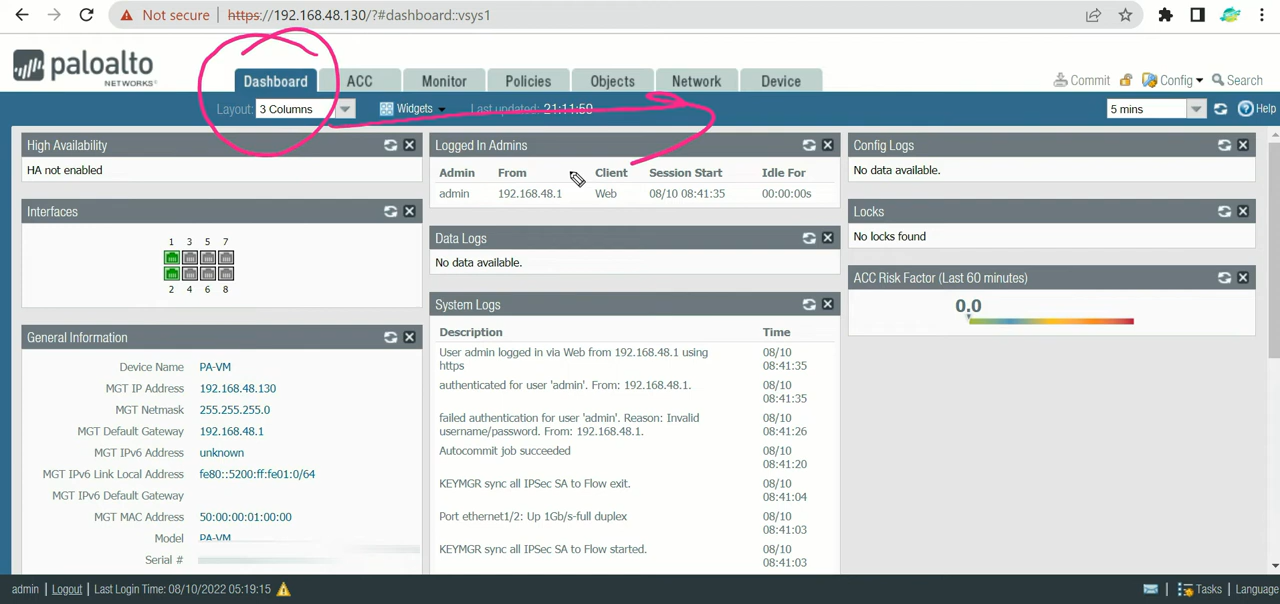 Not secure https://192.168.48.130/?#dashboard::vsys1
paloalto
NETWORKS®
Dashboard ACC Monitor Policies Objects Network Device
Commit Config Search
Layout: 3 Columns Widgets Last updated: 21:11:59 5 mins Help
High Availability
HA not enabled
Interfaces
1 3 5 7
2 4 6 8
General Information
Device Name PA-VM
MGT IP Address 192.168.48.130
MGT Netmask 255.255.255.0
MGT Default Gateway 192.168.48.1
MGT IPv6 Address unknown
MGT IPv6 Link Local Address fe80::5200:ff:fe01:0/64
MGT IPv6 Default Gateway
MGT MAC Address 50:00:00:01:00:00
Model PA-VM
Serial #
Logged In Admins
Admin From Client Session Start Idle For
admin 192.168.48.1 Web 08/10 08:41:35 00:00:00s
Data Logs
No data available.
System Logs
Description Time
User admin logged in via Web from 192.168.48.1 using 08/10
https 08:41:35
authenticated for user 'admin'. From: 192.168.48.1. 08/10
08:41:35
failed authentication for user 'admin'. Reason: Invalid 08/10
username/password. From: 192.168.48.1. 08:41:26
Autocommit job succeeded 08/10
08:41:20
KEYMGR sync all IPSec SA to Flow exit. 08/10
08:41:04
Port ethernet1/2: Up 1Gb/s-full duplex 08/10
08:41:03
KEYMGR sync all IPSec SA to Flow started. 08/10
08:41:03
Config Logs
No data available.
Locks
No locks found
ACC Risk Factor (Last 60 minutes)
0.0
admin | Logout | Last Login Time: 08/10/2022 05:19:15 | Tasks | Language